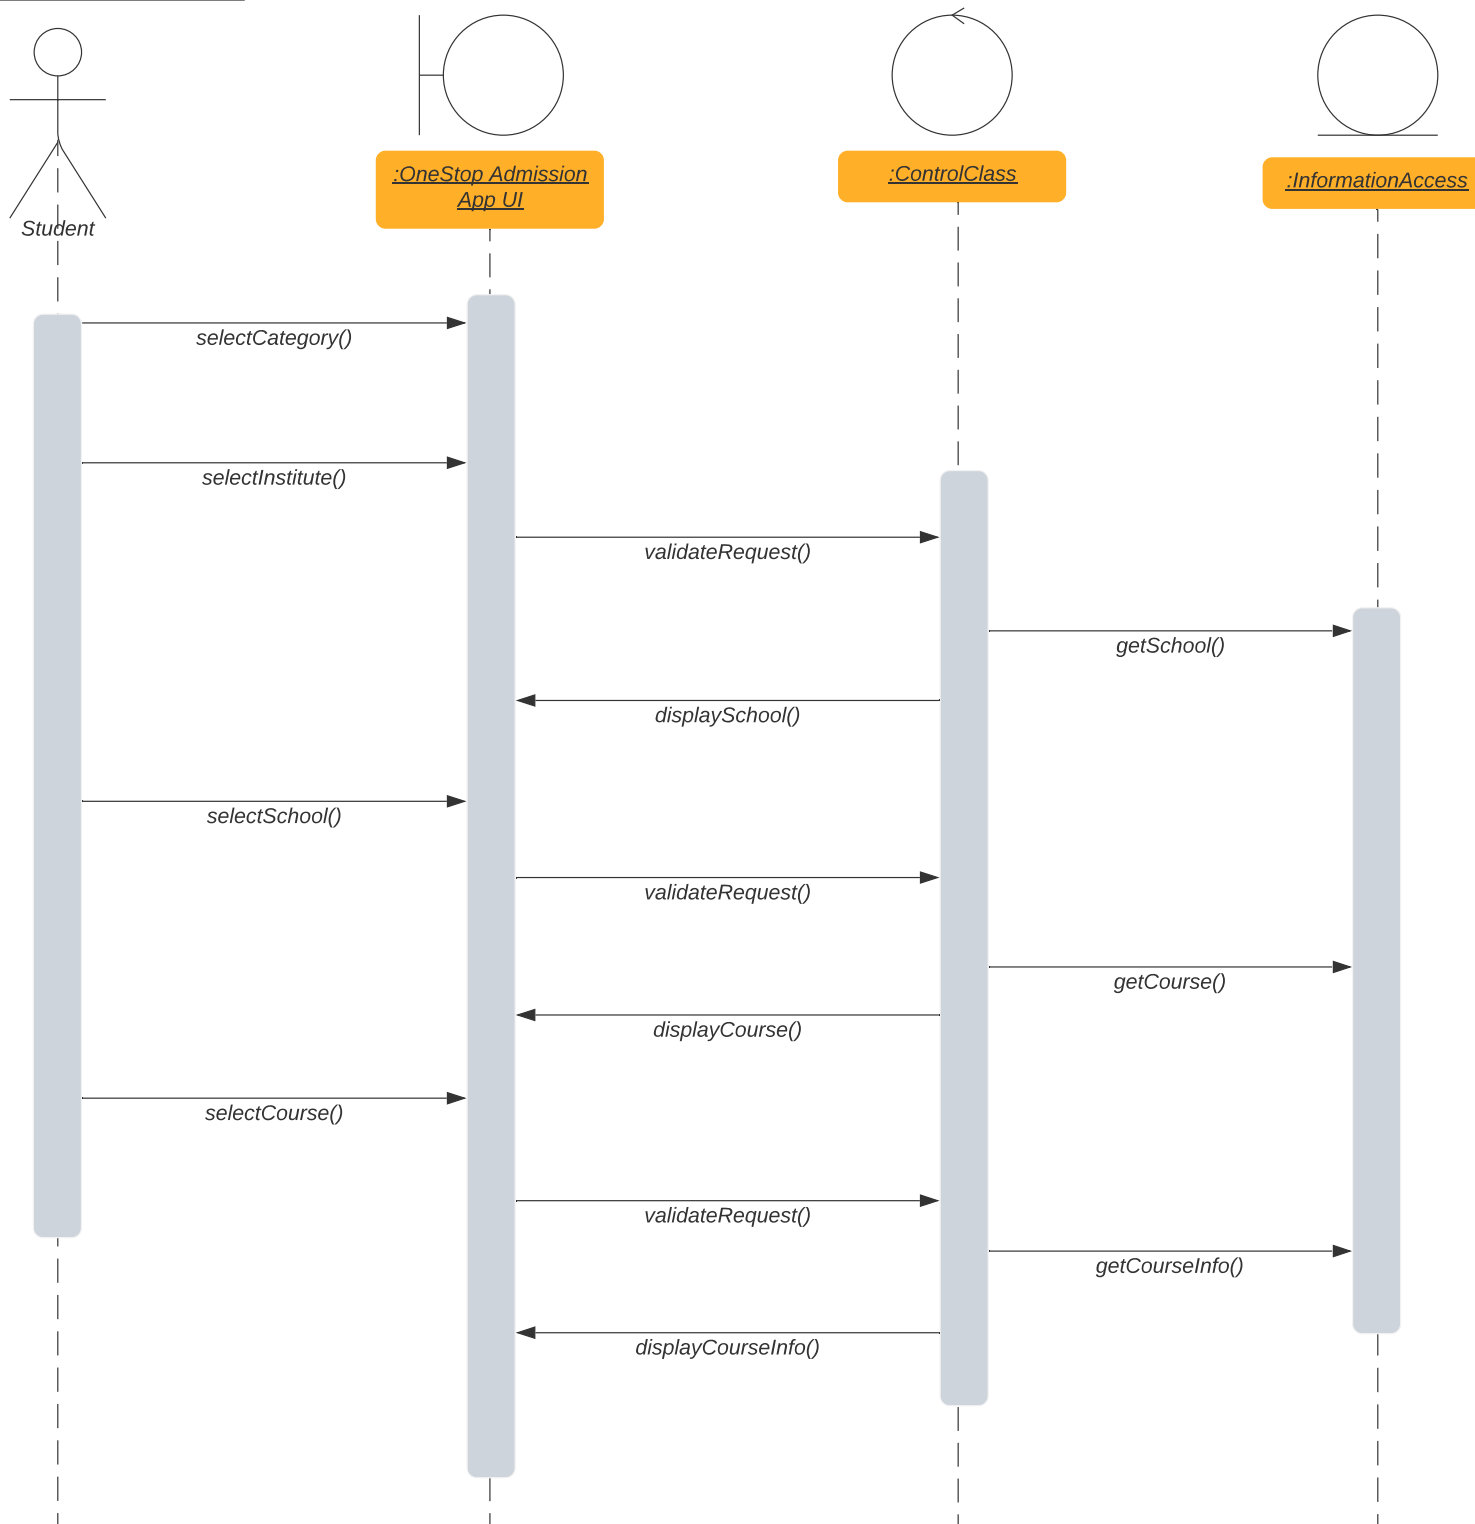 Student
:OneStop Admission
App UI
:ControlClass
:InformationAccess
selectCategory()
selectInstitute()
validateRequest()
getSchool()
displaySchool()
selectSchool()
validateRequest()
getCourse()
displayCourse()
selectCourse()
validateRequest()
getCourseInfo()
displayCourseInfo()